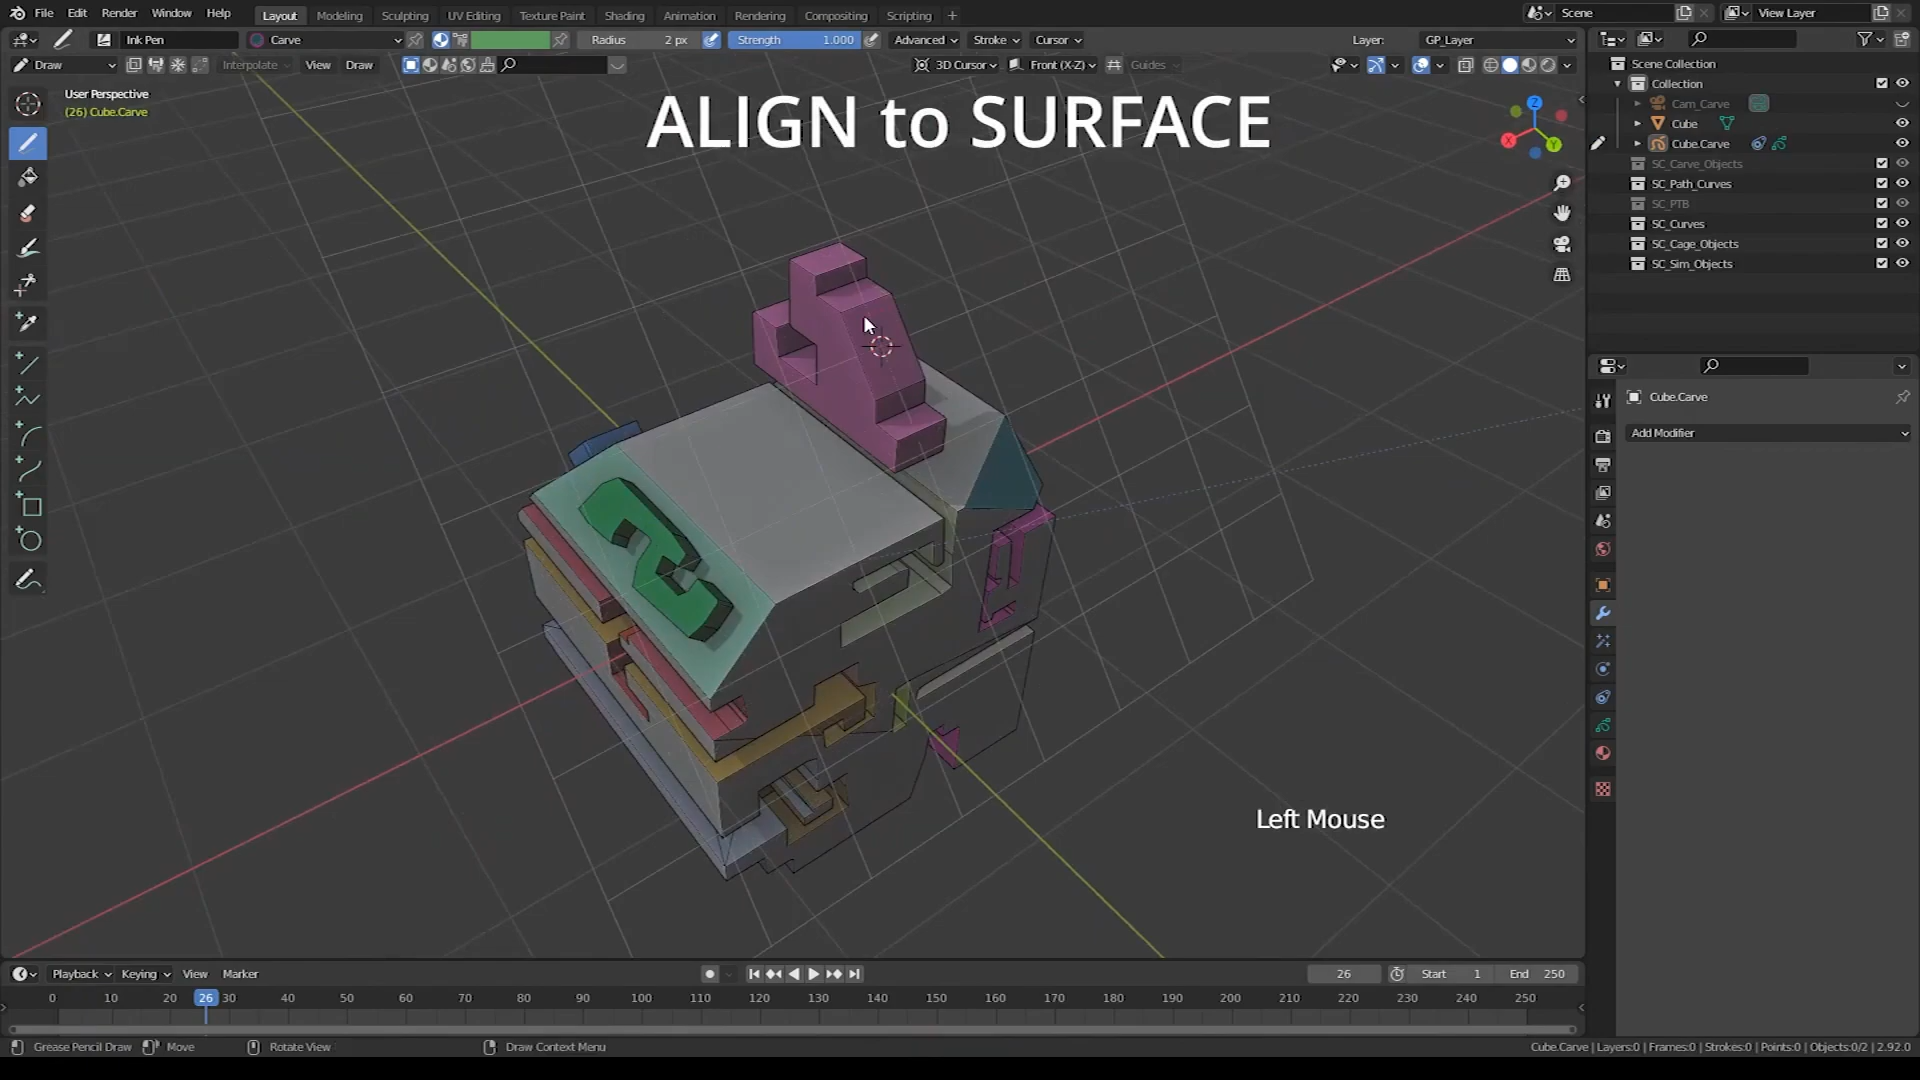 File Edit Render Window Help Layout Modeling Sculpting UV Editing Texture Paint Shading Animation Rendering Compositing Scripting + Scene View Layer
Ink Pen Carve Radius 2 px Strength 1.000 Advanced Stroke Cursor Layer: GP_Layer
Draw Interpolate View Draw 3D Cursor Front (X-Z) Guides
User Perspective
(26) Cube.Carve
ALIGN to SURFACE
Z
X
Y
Scene Collection
Collection
Cam_Carve
Cube
Cube.Carve
SC_Carve_Objects
SC_Path_Curves
SC_PTB
SC_Curves
SC_Cage_Objects
SC_Sim_Objects
Cube.Carve
Add Modifier
Left Mouse
Playback Keying View Marker 26 Start 1 End 250
0 10 20 26 30 40 50 60 70 80 90 100 110 120 130 140 150 160 170 180 190 200 210 220 230 240 250
Grease Pencil Draw Move Rotate View Draw Context Menu Cube.Carve | Layers:0 | Frames:0 | Strokes:0 | Points:0 | Objects:0/2 | 2.92.0